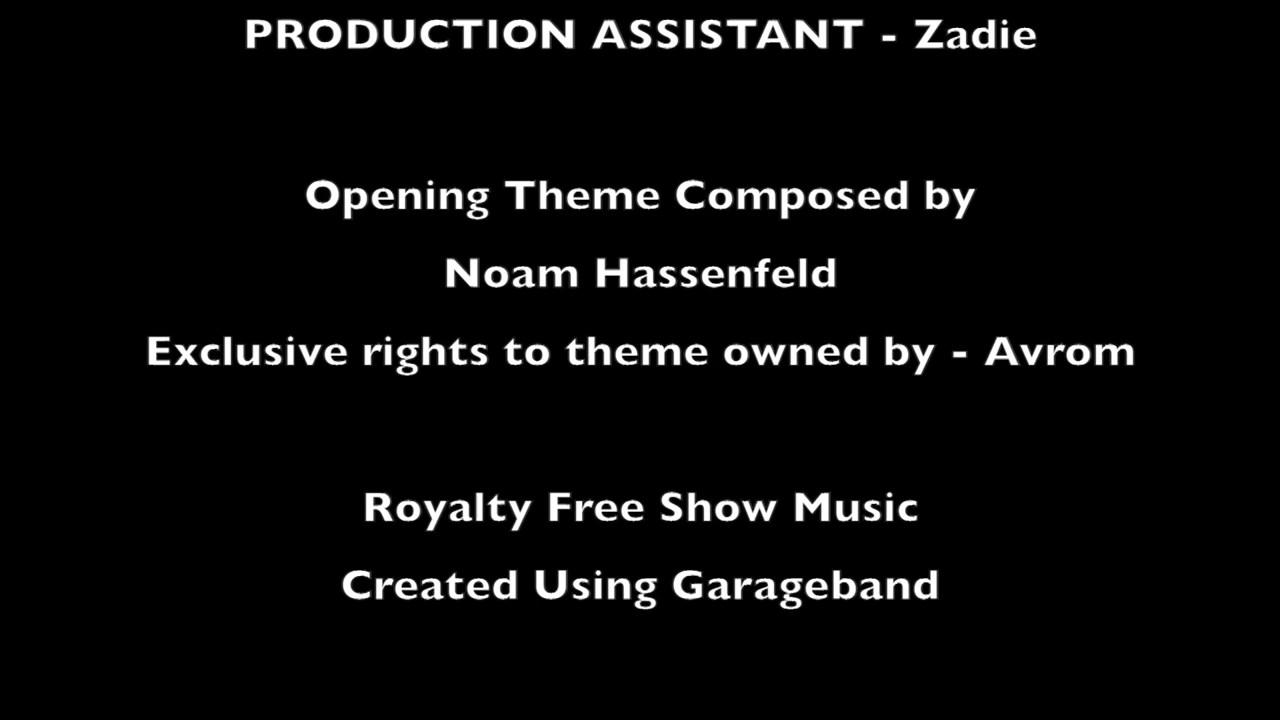 PRODUCTION ASSISTANT - Zadie
Opening Theme Composed by
Noam Hassenfeld
Exclusive rights to theme owned by - Avrom
Royalty Free Show Music
Created Using Garageband